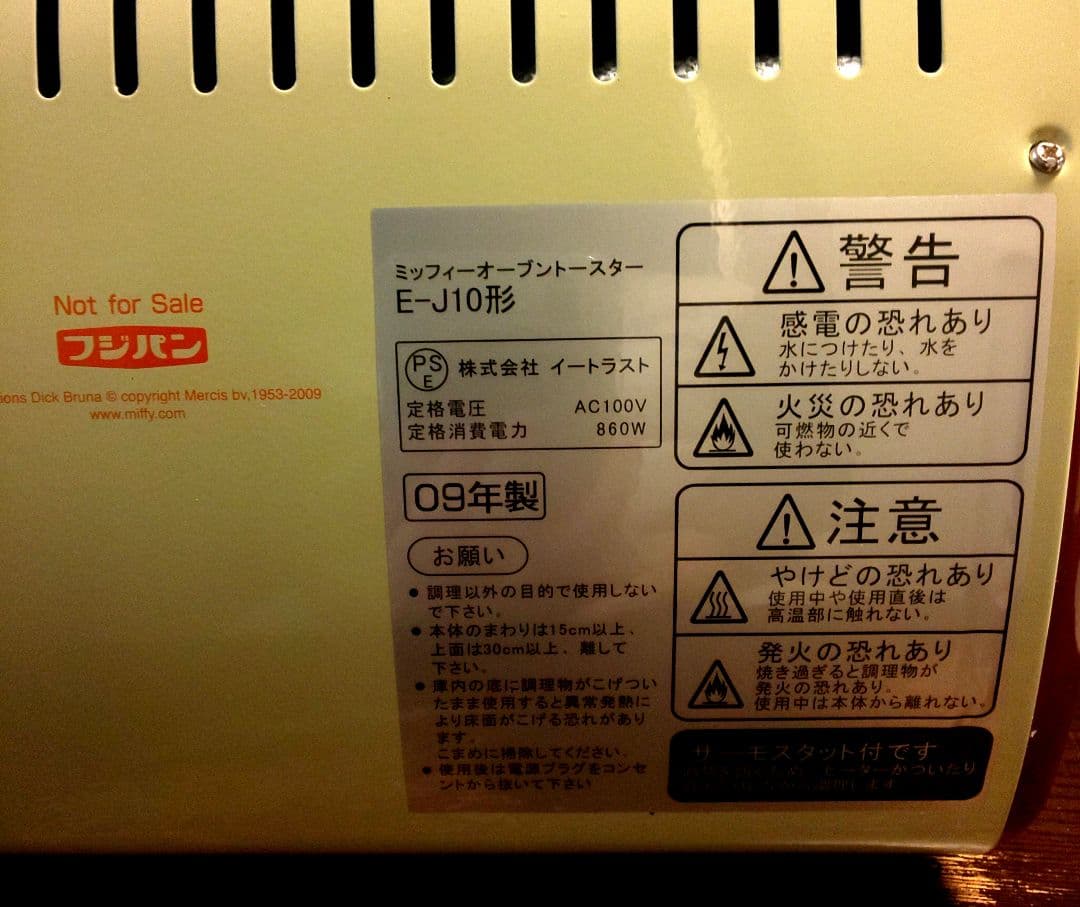 Not for Sale
フジパン
ions Dick Bruna © copyright Mercis bv,1953-2009
www.miffy.com
ミッフィーオーブントースター
E-J10形
PS
E
株式会社 イートラスト
定格電圧 AC100V
定格消費電力 860W
09年製
お願い
● 調理以外の目的で使用しない
で下さい。
● 本体のまわりは15cm以上、
上面は30cm以上、離して
下さい。
● 庫内の底に調理物がこげつい
たまま使用すると異常発熱に
より床面がこげる恐れがあり
ます。
こまめに掃除してください。
● 使用後は電源プラグをコンセ
ントから抜いて下さい
警告
感電の恐れあり
水につけたり、水を
かけたりしない。
火災の恐れあり
可燃物の近くで
使わない。
注意
やけどの恐れあり
使用中や使用直後は
高温部に触れない。
発火の恐れあり
焼き過ぎると調理物が
発火の恐れあり。
使用中は本体から離れない。
サーモスタット付です
ヒーターがついたり